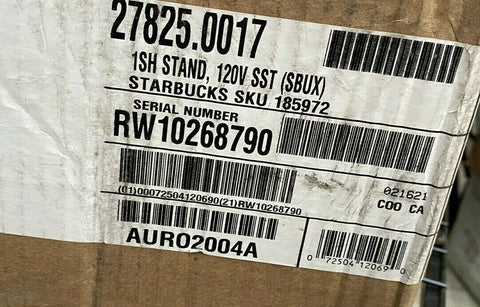 27825.0017
1SH STAND, 120V SST (SBUX)
STARBUCKS SKU 185972
SERIAL NUMBER
RW10268790
(01)00072504120690(21)RW10268790
021621
COO CA
AURO2004A
0 72504 12069 0